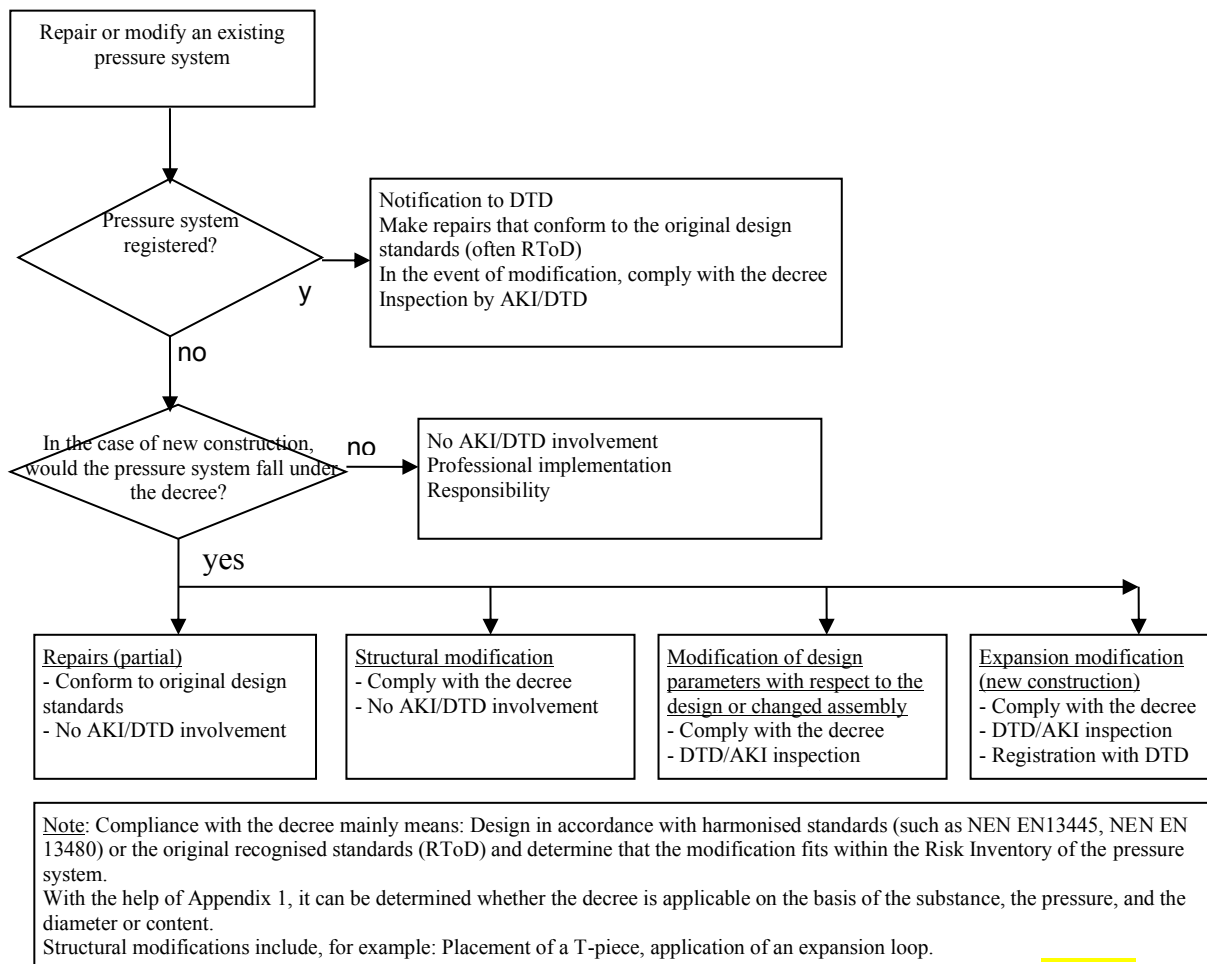 Repair or modify an existing
pressure system
Pressure system
registered?
y
Notification to DTD
Make repairs that conform to the original design
standards (often RToD)
In the event of modification, comply with the decree
Inspection by AKI/DTD
no
In the case of new construction,
would the pressure system fall under
the decree?
no
No AKI/DTD involvement
Professional implementation
Responsibility
yes
Repairs (partial)
- Conform to original design
standards
- No AKI/DTD involvement
Structural modification
- Comply with the decree
- No AKI/DTD involvement
Modification of design
parameters with respect to the
design or changed assembly
- Comply with the decree
- DTD/AKI inspection
Expansion modification
(new construction)
- Comply with the decree
- DTD/AKI inspection
- Registration with DTD
Note: Compliance with the decree mainly means: Design in accordance with harmonised standards (such as NEN EN13445, NEN EN
13480) or the original recognised standards (RToD) and determine that the modification fits within the Risk Inventory of the pressure
system.
With the help of Appendix 1, it can be determined whether the decree is applicable on the basis of the substance, the pressure, and the
diameter or content.
Structural modifications include, for example: Placement of a T-piece, application of an expansion loop.